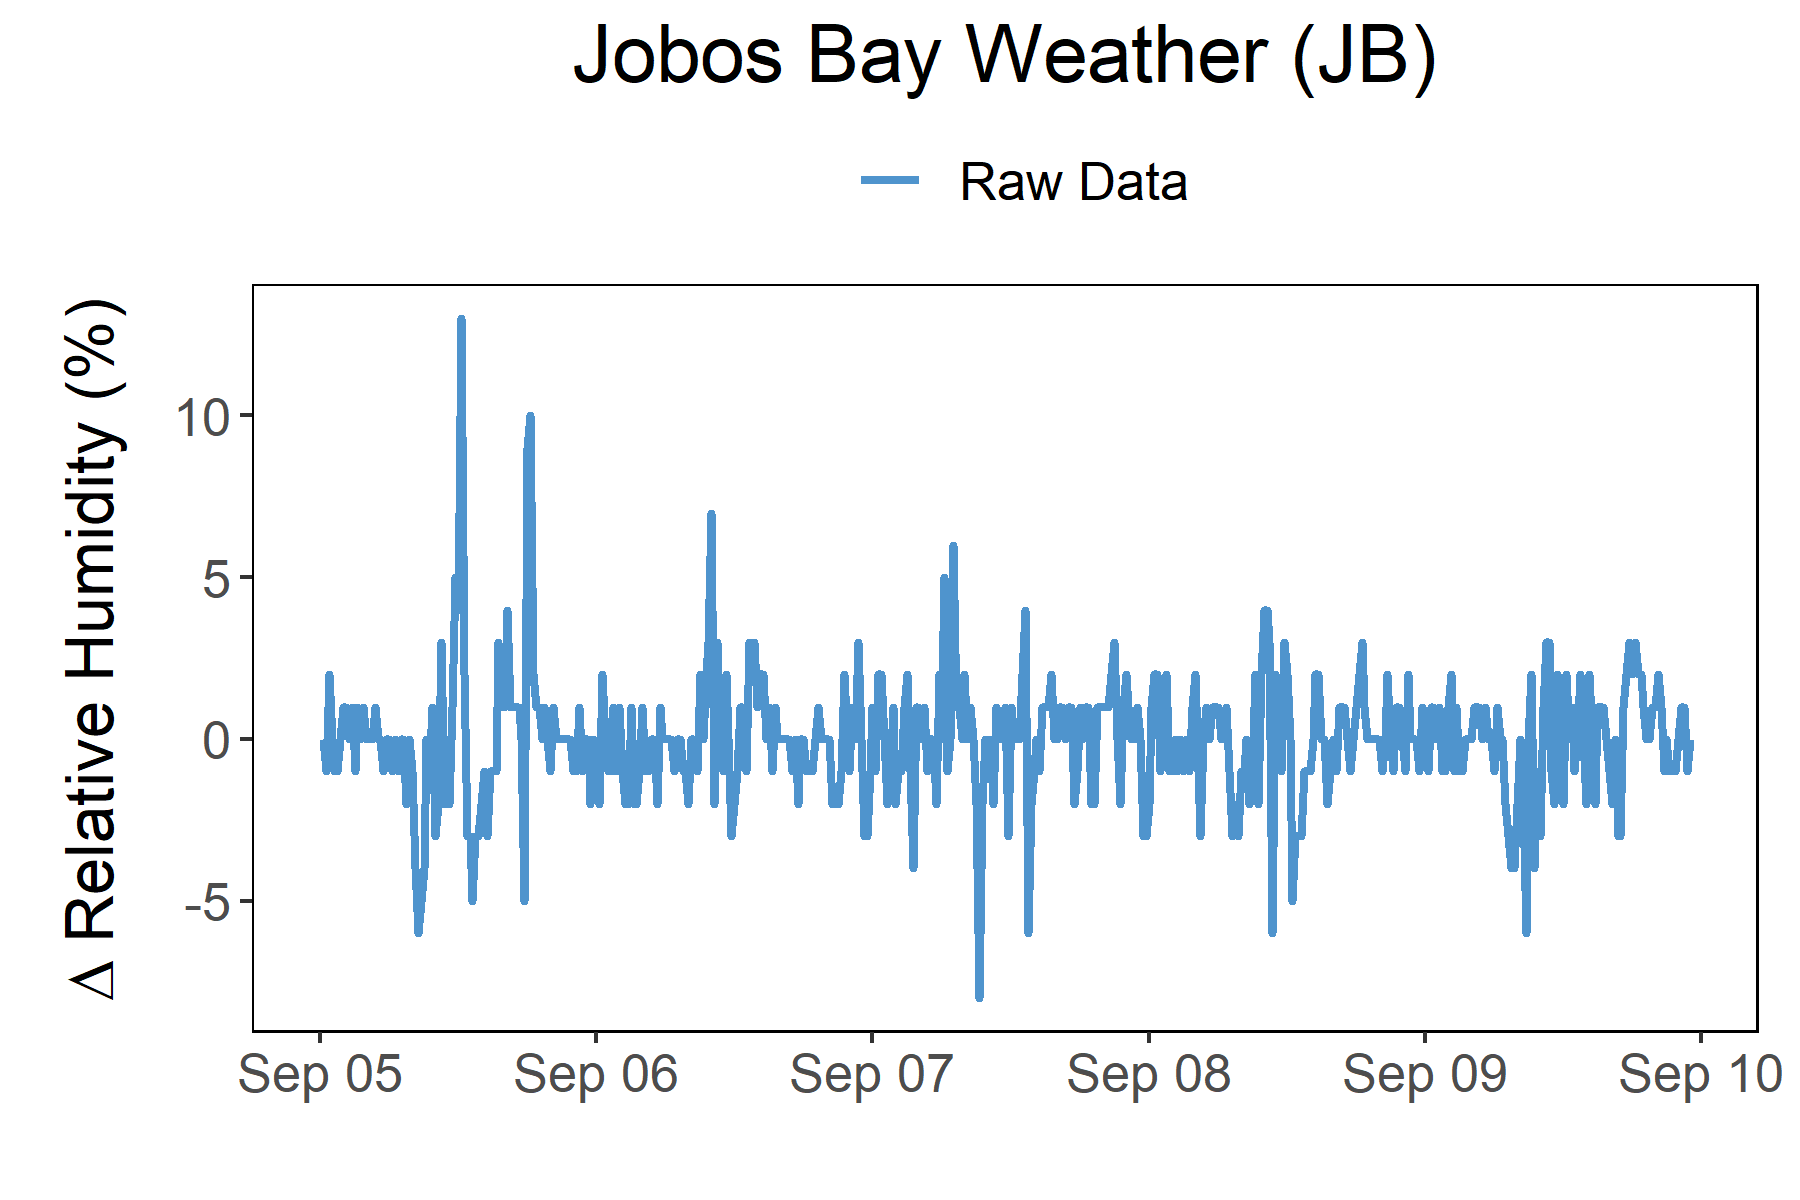 Jobos Bay Weather (JB)
Raw Data
Δ Relative Humidity (%)
10
5
0
-5
Sep 05 Sep 06 Sep 07 Sep 08 Sep 09 Sep 10